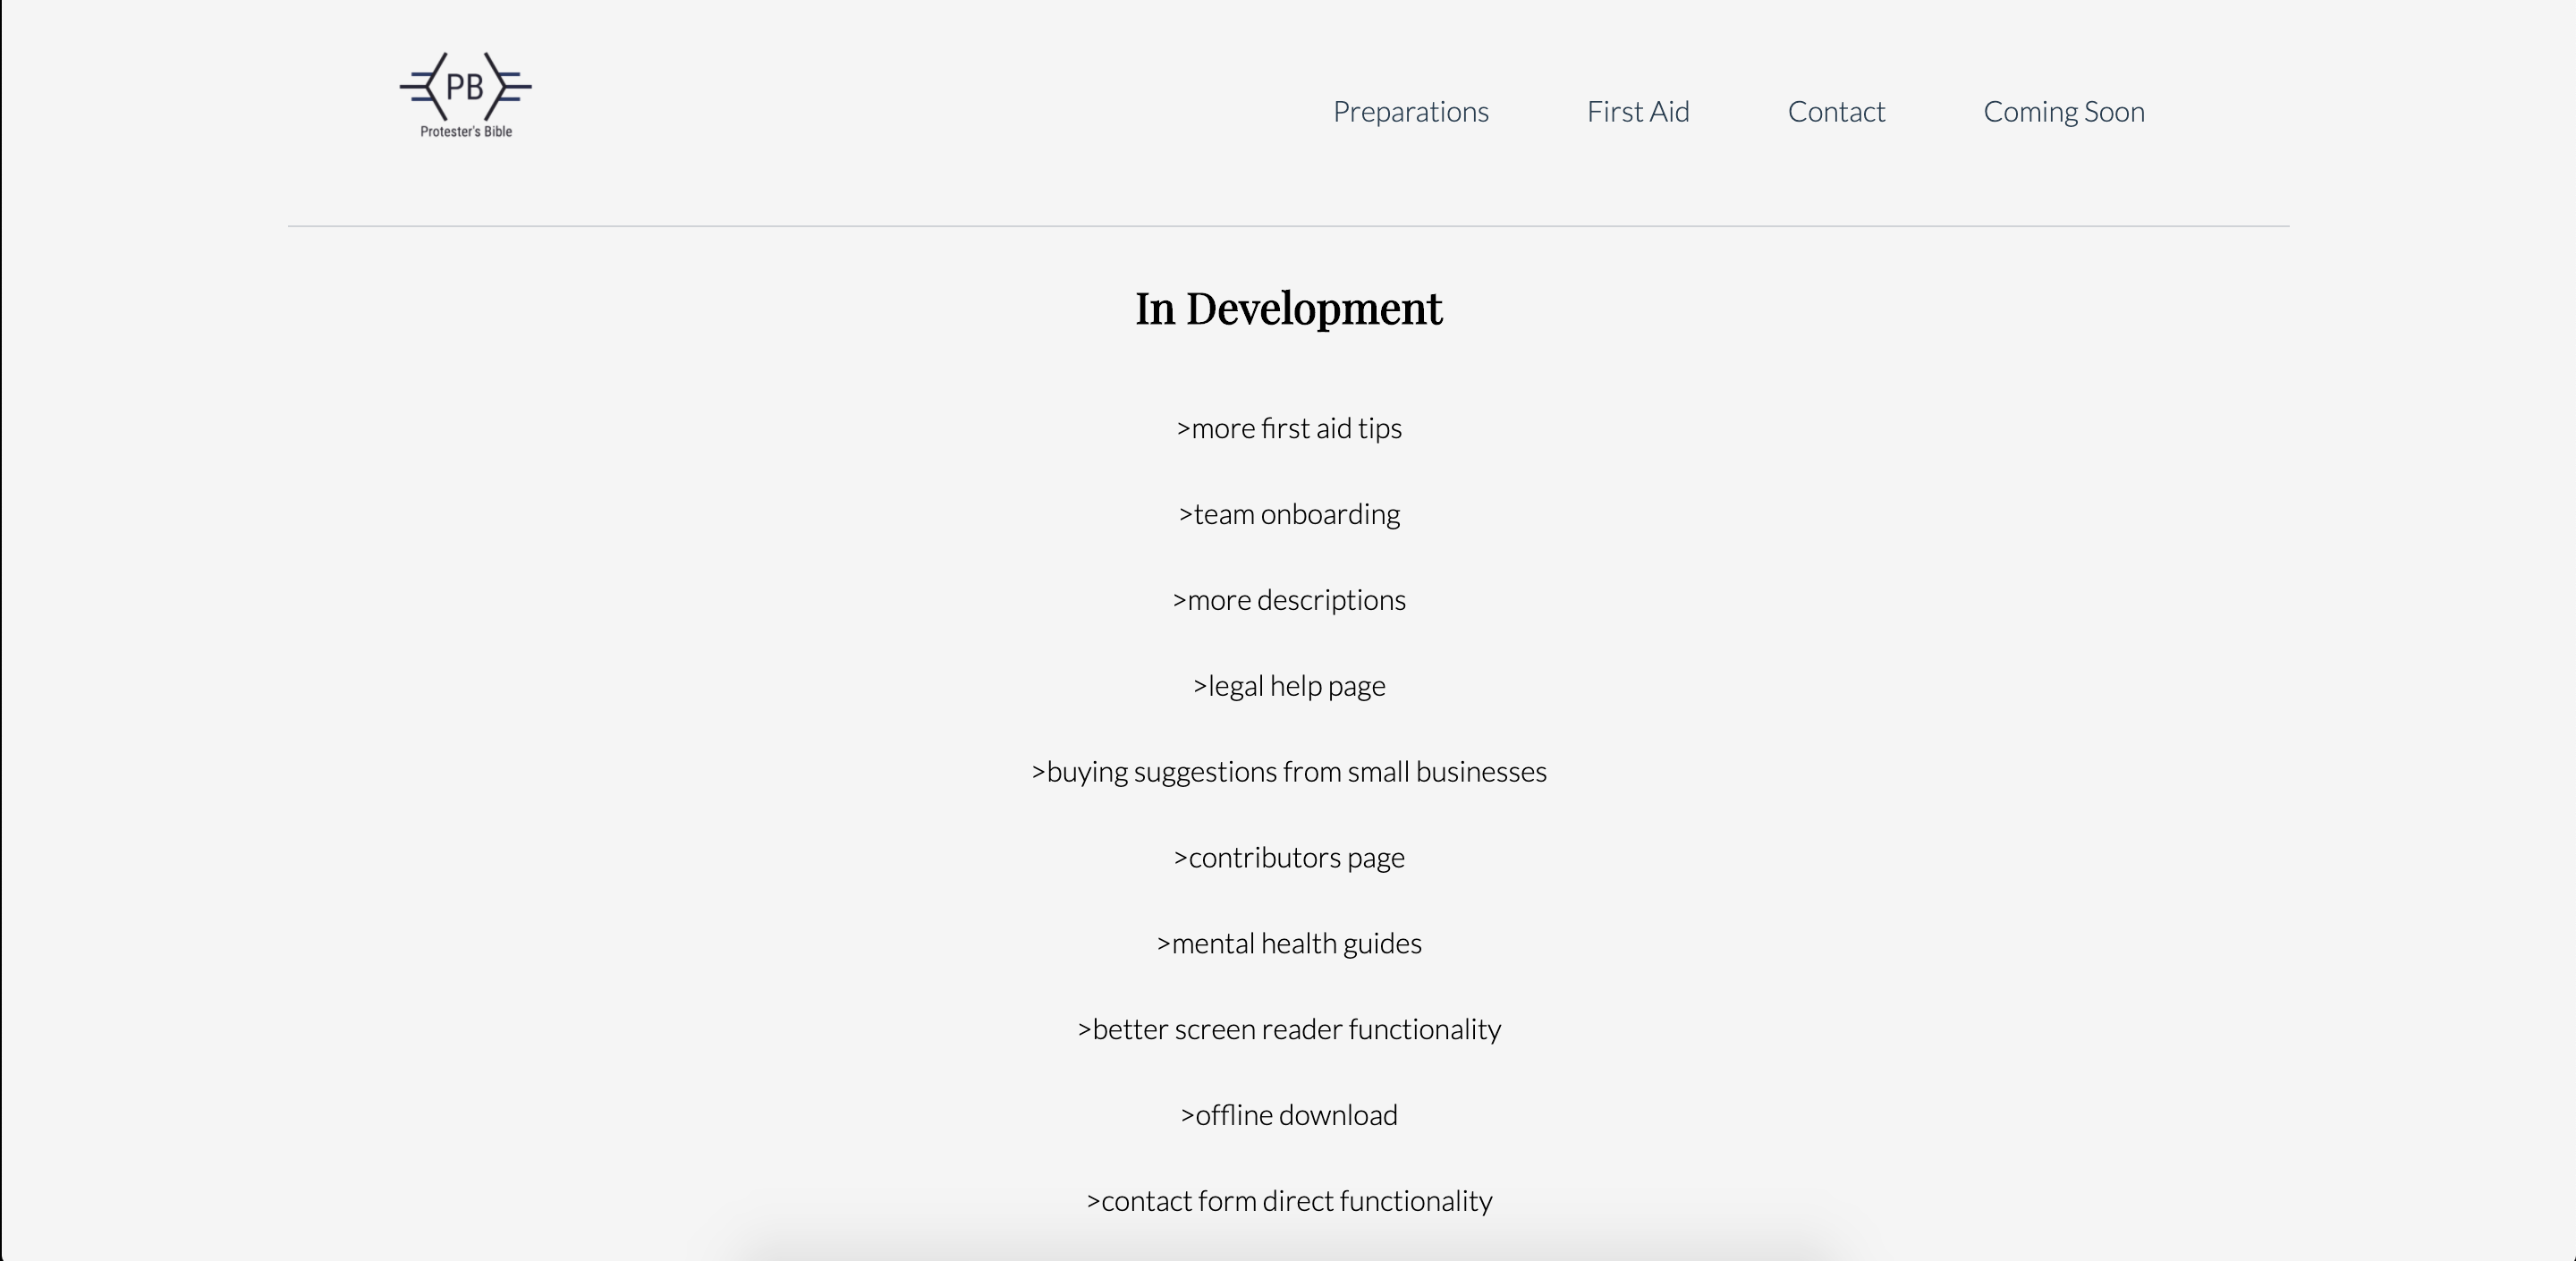 PB
Protester's Bible
Preparations First Aid Contact Coming Soon
In Development
>more first aid tips
>team onboarding
>more descriptions
>legal help page
>buying suggestions from small businesses
>contributors page
>mental health guides
>better screen reader functionality
>offline download
>contact form direct functionality